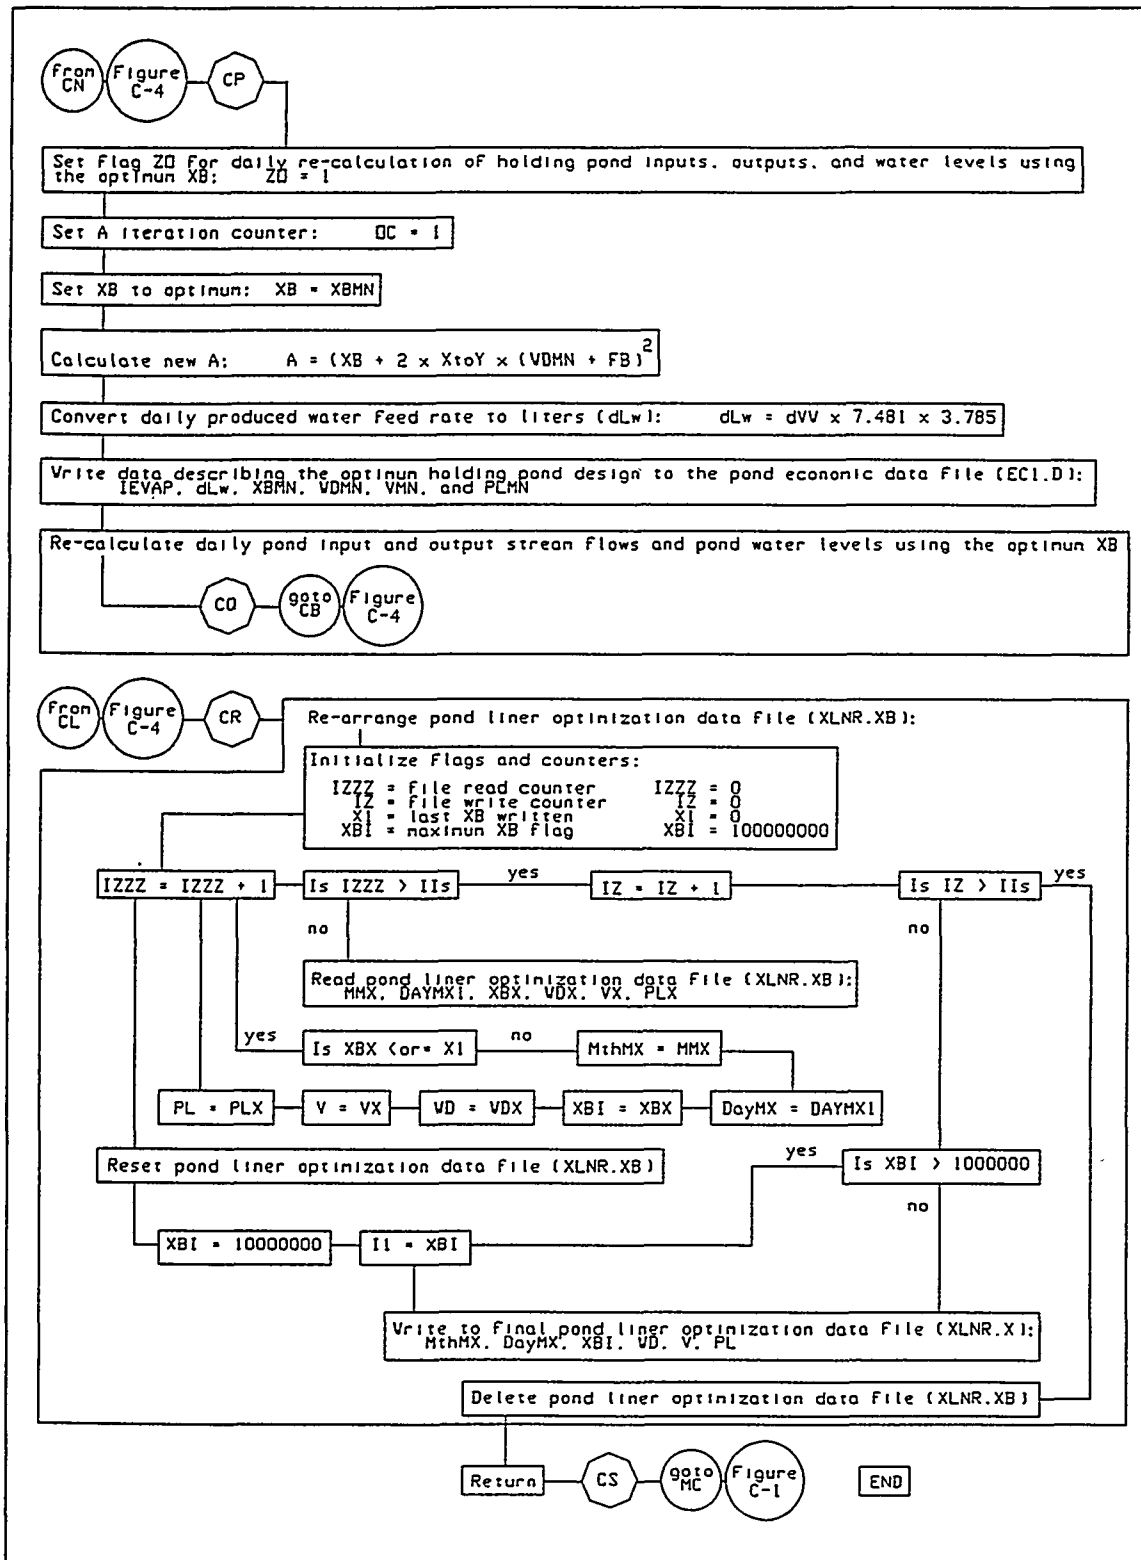 From CN Figure C-4 CP
Set Flag ZO For daily re-calculation of holding pond inputs, outputs, and water levels using
the optimum XB: ZO = 1
Set A iteration counter: OC = 1
Set XB to optimum: XB = XBMN
Calculate new A: A = (XB + 2 x XtoY x (WDMN + FB)²
Convert daily produced water feed rate to liters (dLw): dLw = dVV x 7.481 x 3.785
Write data describing the optimum holding pond design to the pond economic data file (EC1.D):
IEVAP, dLw, XBMN, WDMN, VMN, and PLMN
Re-calculate daily pond input and output stream flows and pond water levels using the optimum XB
CQ goto CB Figure C-4
From CL Figure C-4 CR
Re-arrange pond liner optimization data file (XLNR.XB):
Initialize Flags and counters:
IZZZ = file read counter IZZZ = 0
IZ = file write counter IZ = 0
X1 = last XB written X1 = 0
XBI = maximum XB flag XBI = 100000000
IZZZ = IZZZ + 1
Is IZZZ > IIs
yes
IZ = IZ + 1
Is IZ > IIs
yes
no
no
Read pond liner optimization data file (XLNR.XB):
MMX, DAYMX1, XBX, WDX, VX, PLX
yes
Is XBX <or= X1
no
MthMX = MMX
PL = PLX
V = VX
WD = WDX
XBI = XBX
DayMX = DAYMX1
Reset pond liner optimization data file (XLNR.XB)
yes
Is XBI > 1000000
no
XBI = 10000000
I1 = XBI
Write to final pond liner optimization data file (XLNR.X):
MthMX, DayMX, XBI, WD, V, PL
Delete pond liner optimization data file (XLNR.XB)
Return CS goto MC Figure C-1 END